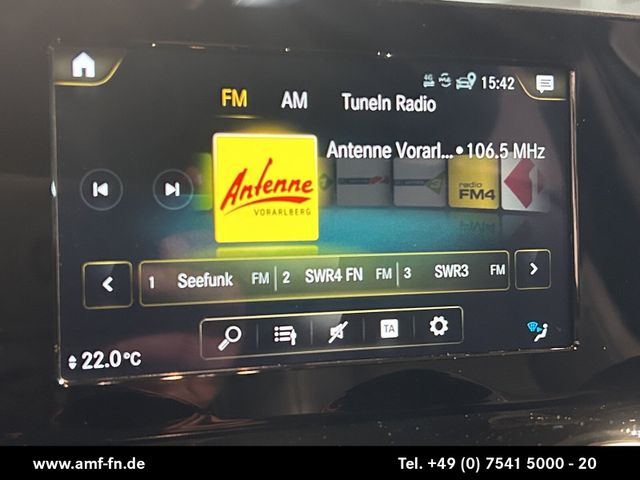 4G
15:42
FM AM TuneIn Radio
Antenne Vorarl... • 106.5 MHz
Antenne
VORARLBERG
radio
FM4
1 Seefunk FM 2 SWR4 FN FM 3 SWR3 FM
TA
22.0°C
www.amf-fn.de
Tel. +49 (0) 7541 5000 - 20